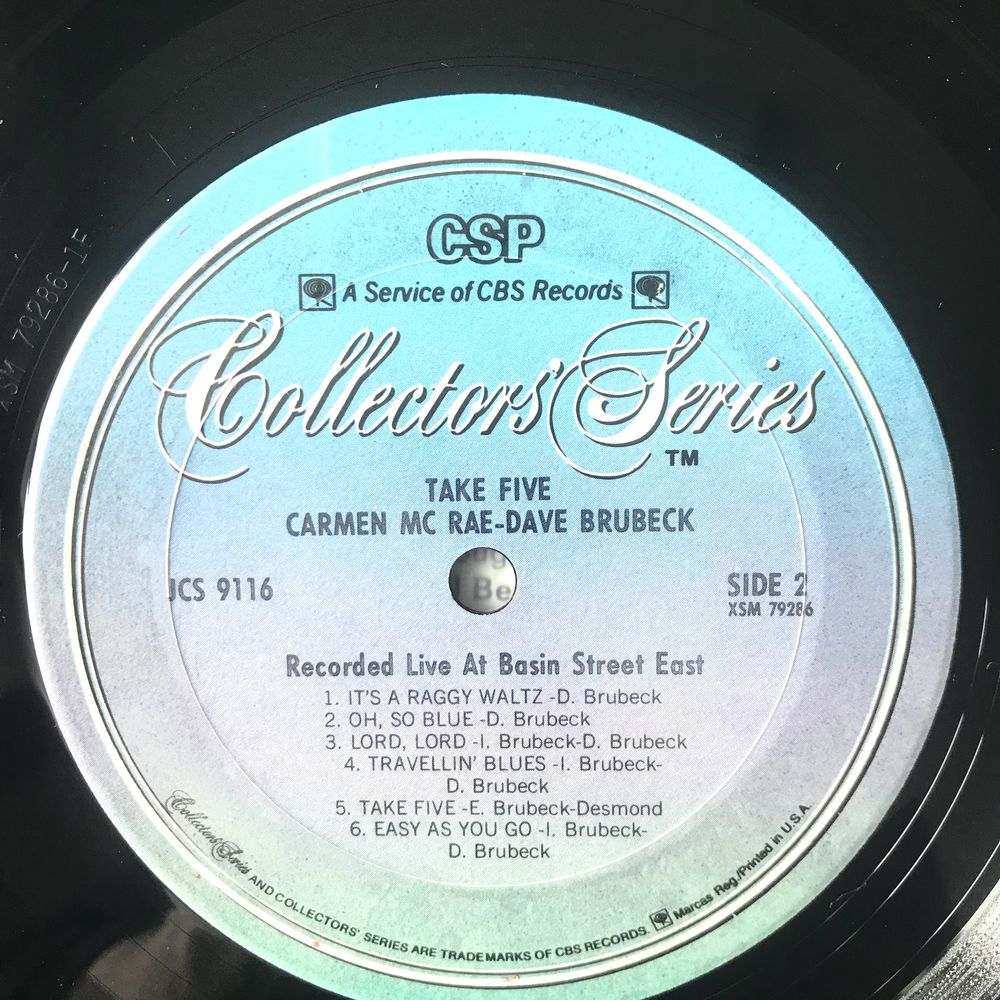 CSP
A Service of CBS Records
Collectors' Series
TM
TAKE FIVE
CARMEN MC RAE-DAVE BRUBECK
JCS 9116
SIDE 2
XSM 79286
Be
Recorded Live At Basin Street East
1. IT'S A RAGGY WALTZ -D. Brubeck
2. OH, SO BLUE -D. Brubeck
3. LORD, LORD -I. Brubeck-D. Brubeck
4. TRAVELLIN' BLUES -I. Brubeck-
D. Brubeck
5. TAKE FIVE -E. Brubeck-Desmond
6. EASY AS YOU GO -I. Brubeck-
D. Brubeck
Collectors' Series AND COLLECTORS' SERIES ARE TRADEMARKS OF CBS RECORDS. Marcas Reg./Printed in U.S.A.
XSM 79286-1F